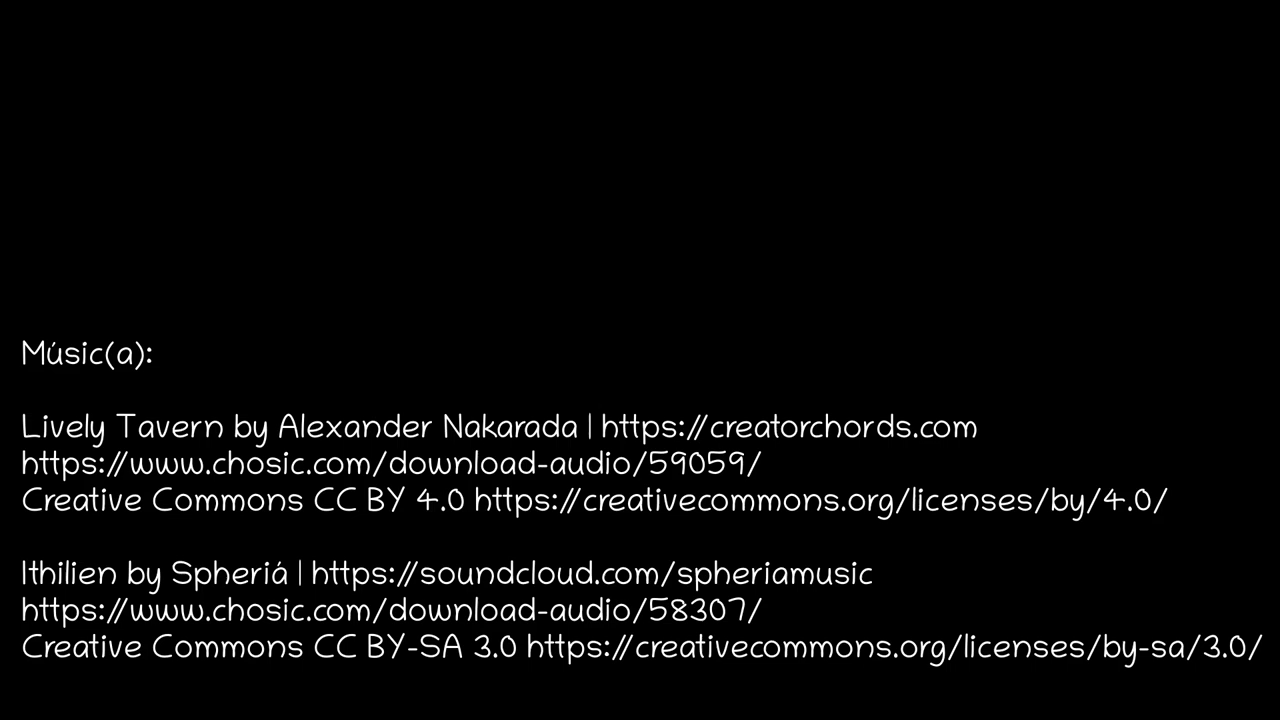 Músic(a):
Lively Tavern by Alexander Nakarada | https://creatorchords.com
https://www.chosic.com/download-audio/59059/
Creative Commons CC BY 4.0 https://creativecommons.org/licenses/by/4.0/
Ithilien by Spheriá | https://soundcloud.com/spheriamusic
https://www.chosic.com/download-audio/58307/
Creative Commons CC BY-SA 3.0 https://creativecommons.org/licenses/by-sa/3.0/